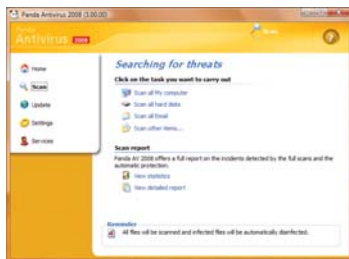 Panda Antivirus 2008 (3.00.00)
Panda
Antivirus 2008
Scan
Home
Scan
Update
Settings
Services
Searching for threats
Click on the task you want to carry out
Scan all My computer
Scan all hard disks
Scan all Email
Scan other items...
Scan report
Panda AV 2008 offers a full report on the incidents detected by the full scans and the
automatic protection.
View statistics
View detailed report
Reminder
All files will be scanned and infected files will be automatically disinfected.